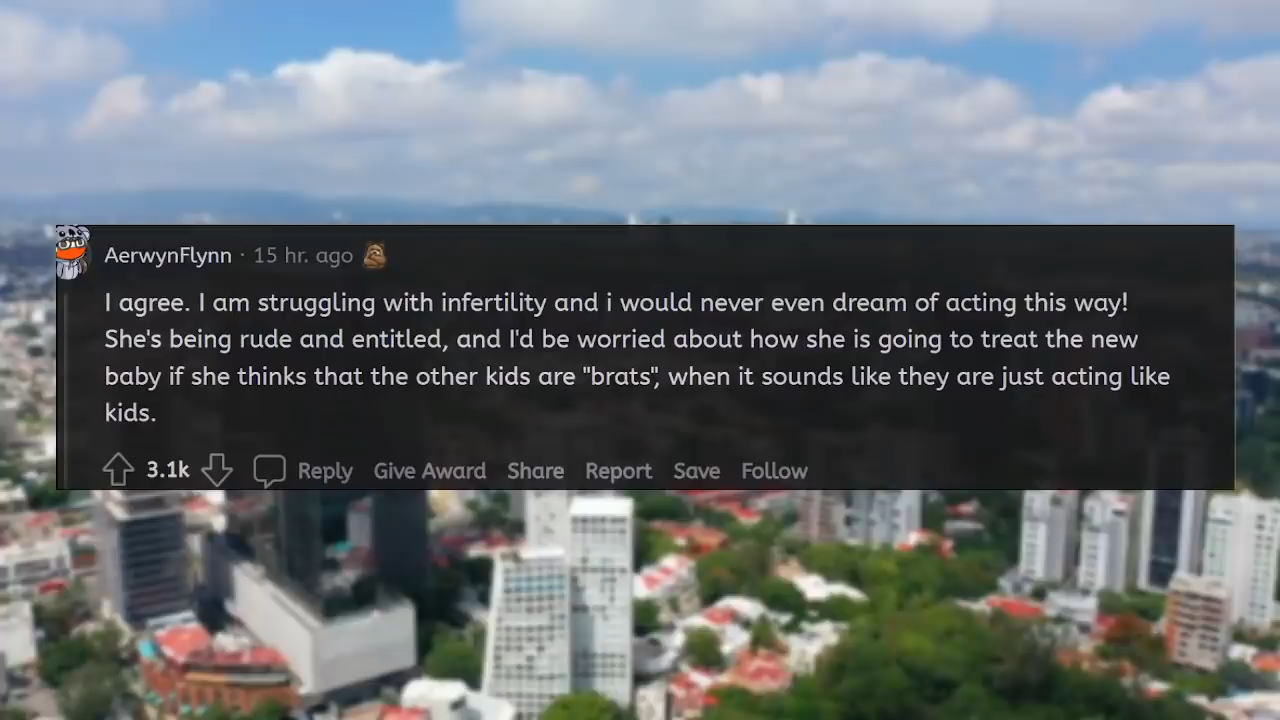 AerwynFlynn · 15 hr. ago
I agree. I am struggling with infertility and i would never even dream of acting this way!
She's being rude and entitled, and I'd be worried about how she is going to treat the new
baby if she thinks that the other kids are "brats", when it sounds like they are just acting like
kids.
3.1k Reply Give Award Share Report Save Follow